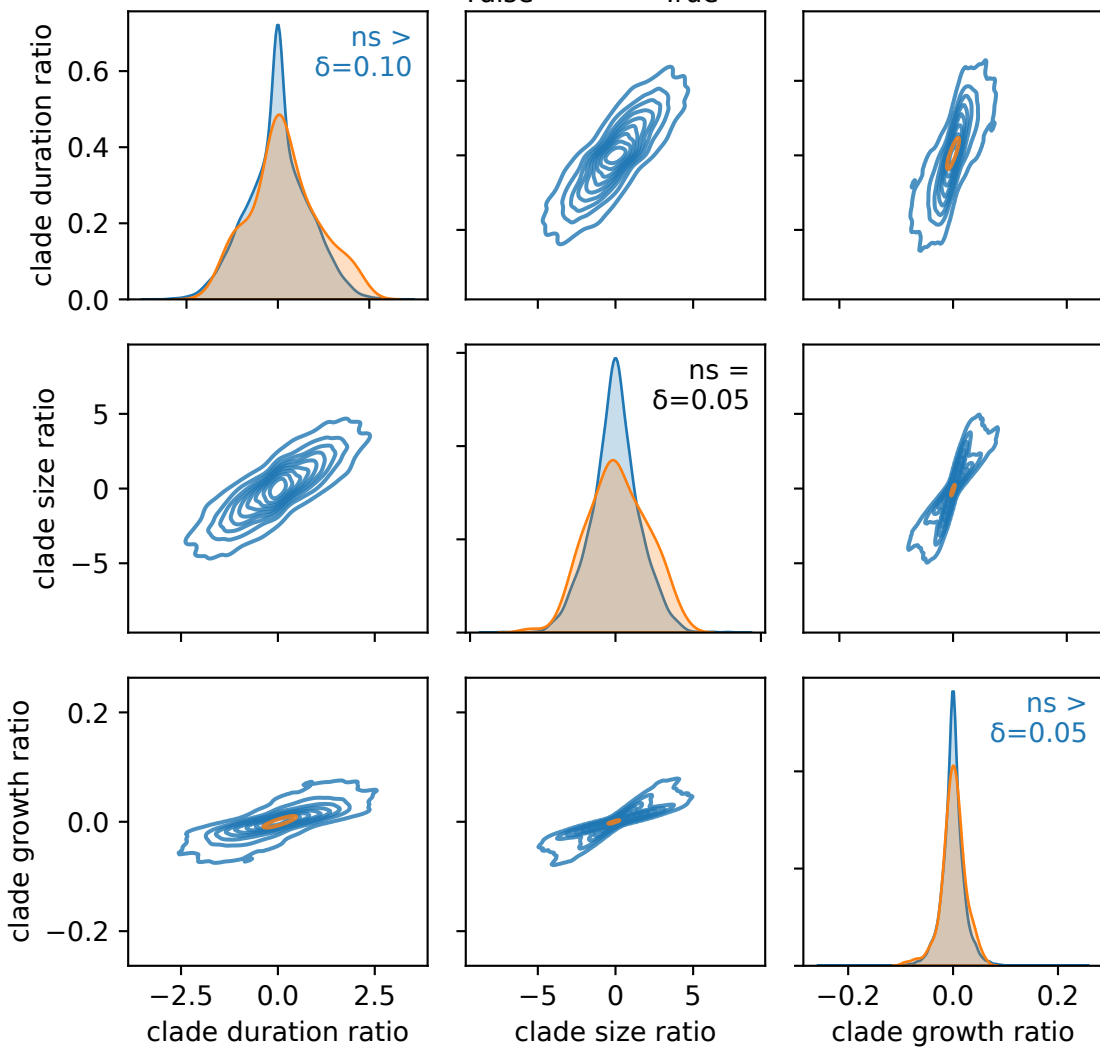 ns >
δ=0.10
clade duration ratio
0.6
0.4
0.2
0.0
clade size ratio
5
0
−5
ns =
δ=0.05
clade growth ratio
0.2
0.0
−0.2
ns >
δ=0.05
−2.5 0.0 2.5
−5 0 5
−0.2 0.0 0.2
clade duration ratio
clade size ratio
clade growth ratio